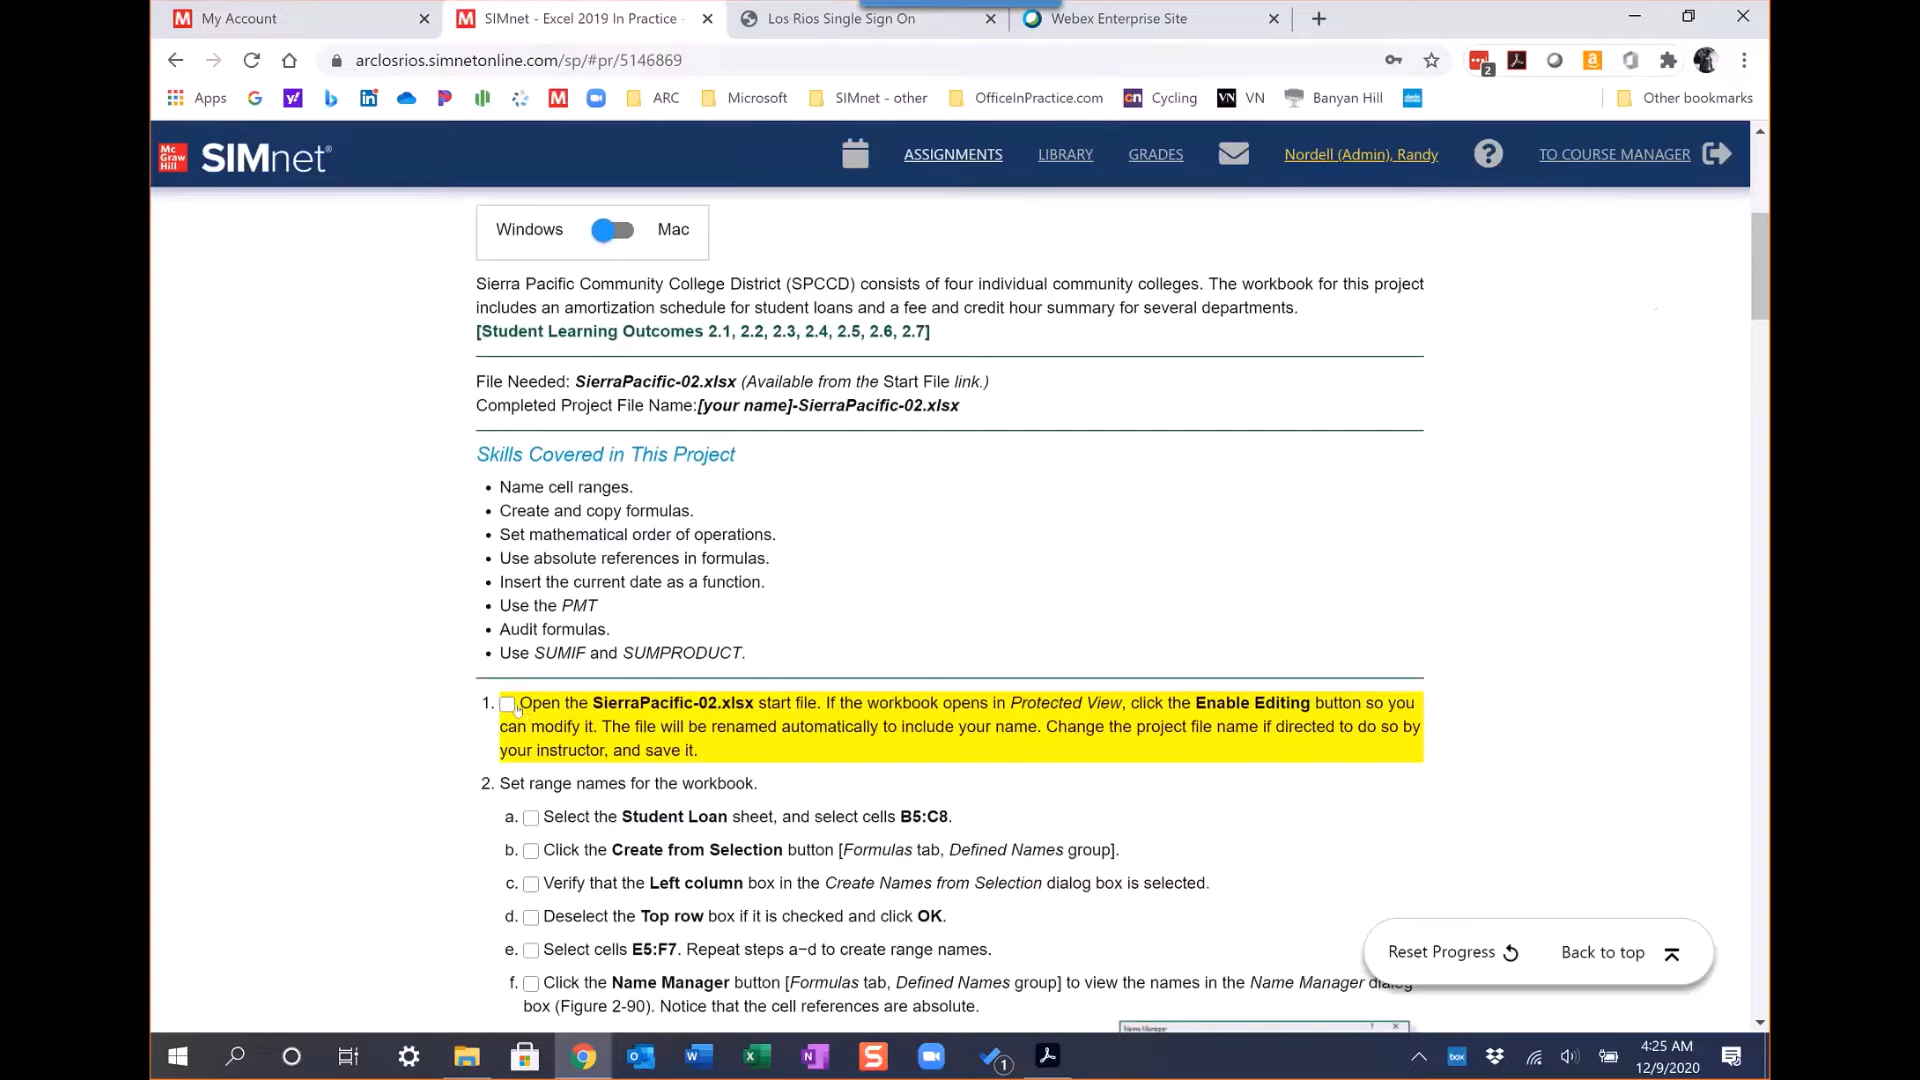 My Account
SIMnet - Excel 2019 In Practice
Los Rios Single Sign On
Webex Enterprise Site
arclosrios.simnetonline.com/sp/#pr/5146869
2
Apps
ARC
Microsoft
SIMnet - other
OfficeInPractice.com
cn Cycling
VN VN
Banyan Hill
Other bookmarks
Mc Graw Hill
SIMnet®
ASSIGNMENTS
LIBRARY
GRADES
Nordell (Admin), Randy
TO COURSE MANAGER
Windows
Mac
Sierra Pacific Community College District (SPCCD) consists of four individual community colleges. The workbook for this project
includes an amortization schedule for student loans and a fee and credit hour summary for several departments.
[Student Learning Outcomes 2.1, 2.2, 2.3, 2.4, 2.5, 2.6, 2.7]
File Needed: SierraPacific-02.xlsx (Available from the Start File link.)
Completed Project File Name:[your name]-SierraPacific-02.xlsx
Skills Covered in This Project
• Name cell ranges.
• Create and copy formulas.
• Set mathematical order of operations.
• Use absolute references in formulas.
• Insert the current date as a function.
• Use the PMT
• Audit formulas.
• Use SUMIF and SUMPRODUCT.
1. Open the SierraPacific-02.xlsx start file. If the workbook opens in Protected View, click the Enable Editing button so you
can modify it. The file will be renamed automatically to include your name. Change the project file name if directed to do so by
your instructor, and save it.
2. Set range names for the workbook.
a. Select the Student Loan sheet, and select cells B5:C8.
b. Click the Create from Selection button [Formulas tab, Defined Names group].
c. Verify that the Left column box in the Create Names from Selection dialog box is selected.
d. Deselect the Top row box if it is checked and click OK.
e. Select cells E5:F7. Repeat steps a–d to create range names.
f. Click the Name Manager button [Formulas tab, Defined Names group] to view the names in the Name Manager dialog
box (Figure 2-90). Notice that the cell references are absolute.
Reset Progress
Back to top
Name Manager
1
box
4:25 AM
12/9/2020